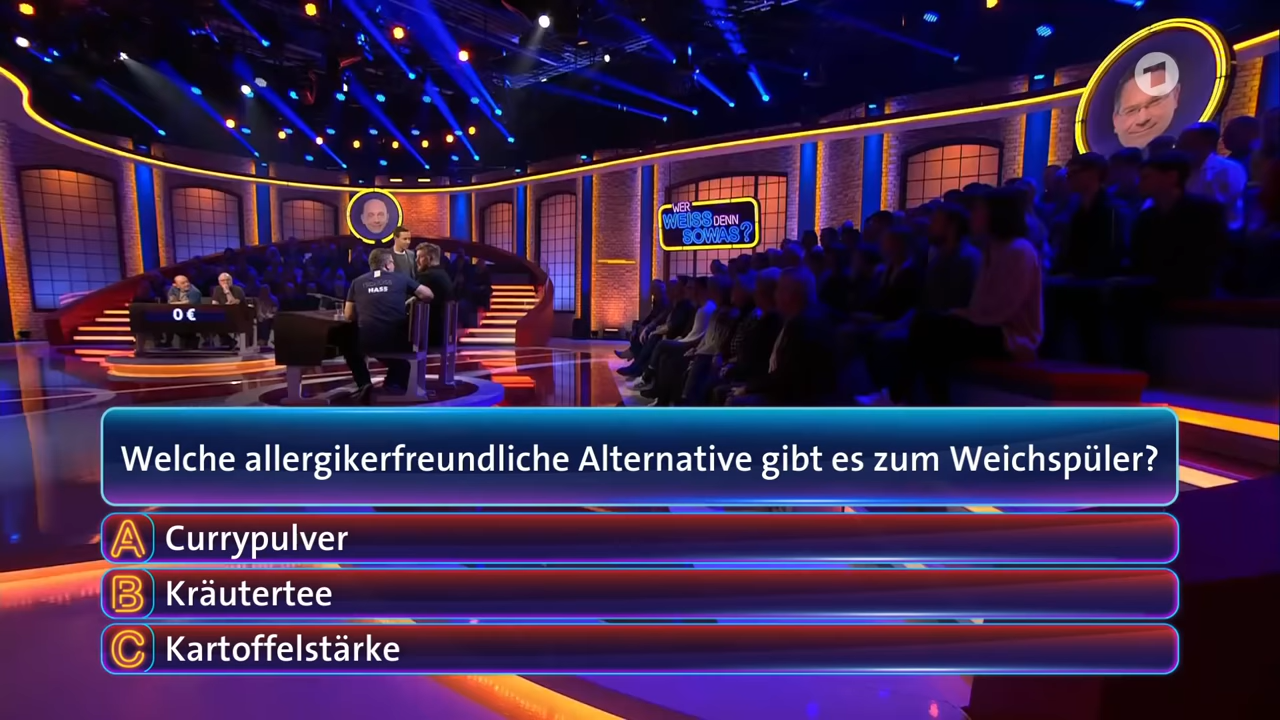 WER
WEISS DENN
SOWAS?
HASS
0 €
Welche allergikerfreundliche Alternative gibt es zum Weichspüler?
A Currypulver
B Kräutertee
C Kartoffelstärke